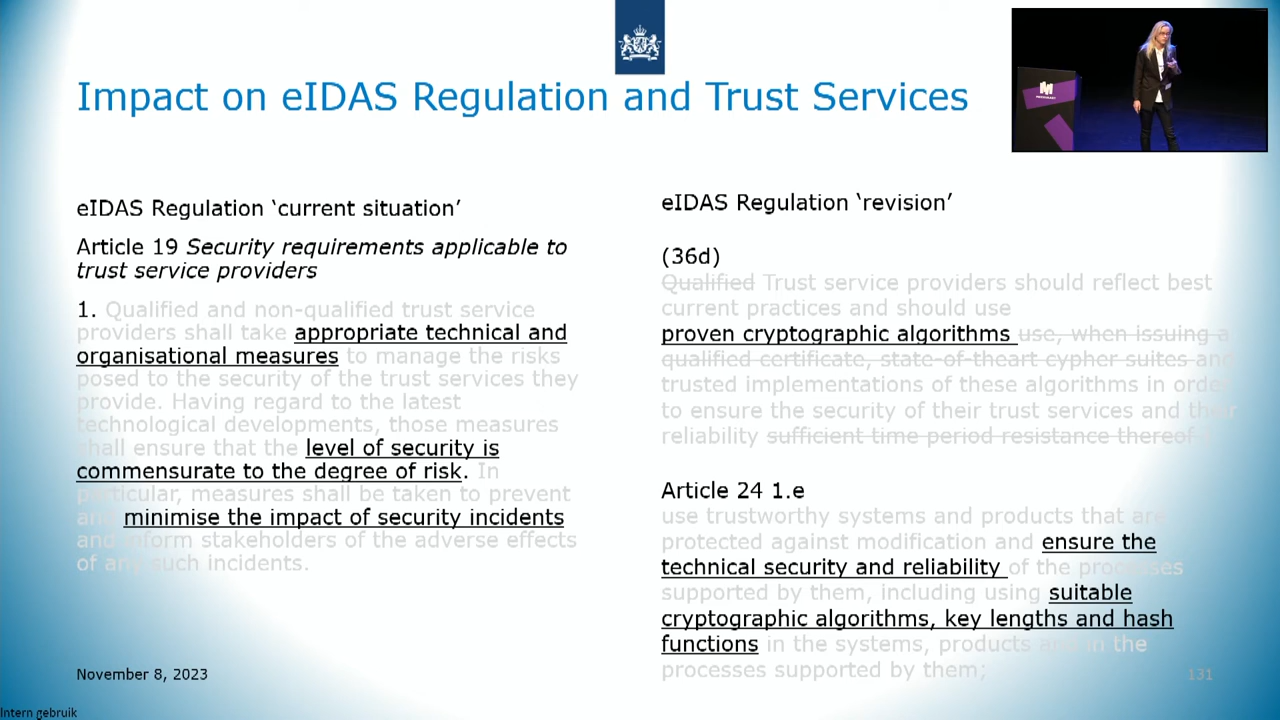 Impact on eIDAS Regulation and Trust Services
eIDAS Regulation ‘current situation’
Article 19 Security requirements applicable to
trust service providers
1. Qualified and non-qualified trust service
providers shall take appropriate technical and
organisational measures to manage the risks
posed to the security of the trust services they
provide. Having regard to the latest
technological developments, those measures
shall ensure that the level of security is
commensurate to the degree of risk. In
particular, measures shall be taken to prevent
and minimise the impact of security incidents
and inform stakeholders of the adverse effects
of any such incidents.
eIDAS Regulation ‘revision’
(36d)
Qualified Trust service providers should reflect best
current practices and should use
proven cryptographic algorithms use, when issuing a
qualified certificate, state-of-theart cypher suites and
trusted implementations of these algorithms in order
to ensure the security of their trust services and their
reliability sufficient time period resistance thereof
Article 24 1.e
use trustworthy systems and products that are
protected against modification and ensure the
technical security and reliability of the processes
supported by them, including using suitable
cryptographic algorithms, key lengths and hash
functions in the systems, products and in the
processes supported by them;
November 8, 2023
131
Intern gebruik